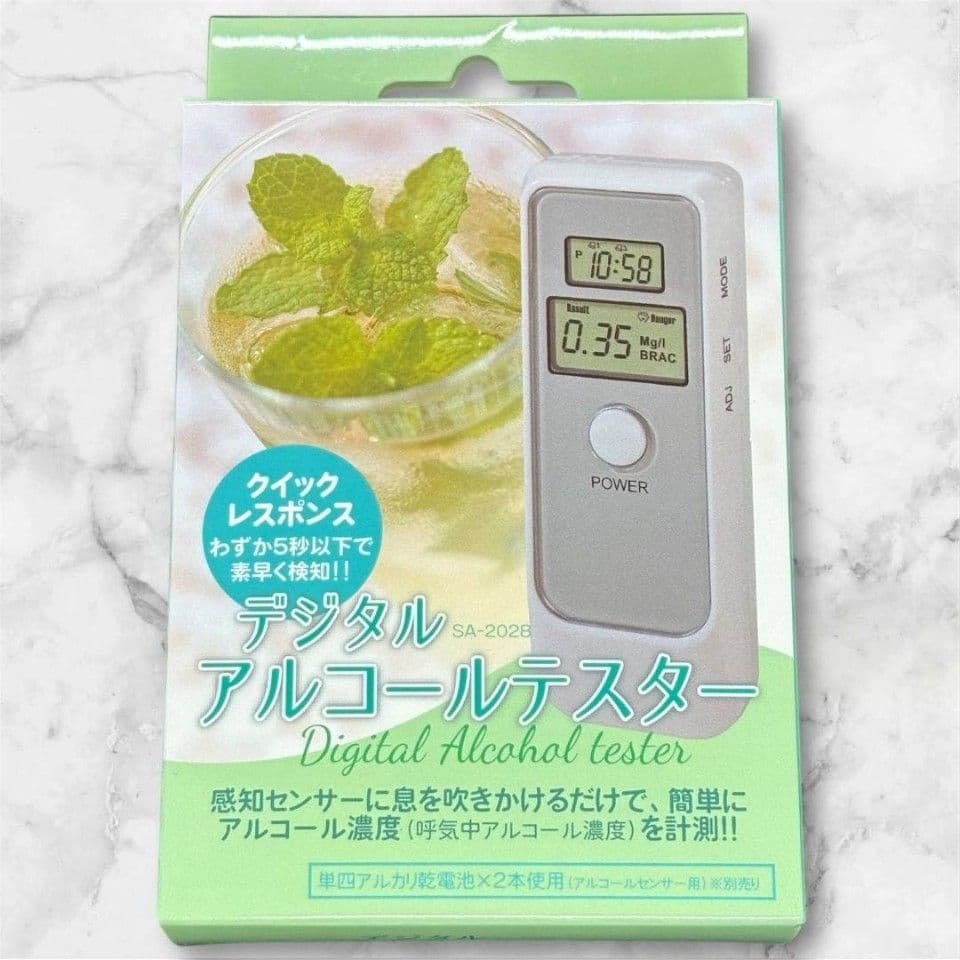 P 10:58
Result Danger
0.35 Mg/l
BRAC
MODE
SET
ADJ
POWER
クイック
レスポンス
わずか5秒以下で
素早く検知!!
デジタル SA-2028
アルコールテスター
Digital Alcohol tester
感知センサーに息を吹きかけるだけで、簡単に
アルコール濃度(呼気中アルコール濃度)を計測!!
単四アルカリ乾電池×2本使用(アルコールセンサー用)※別売り